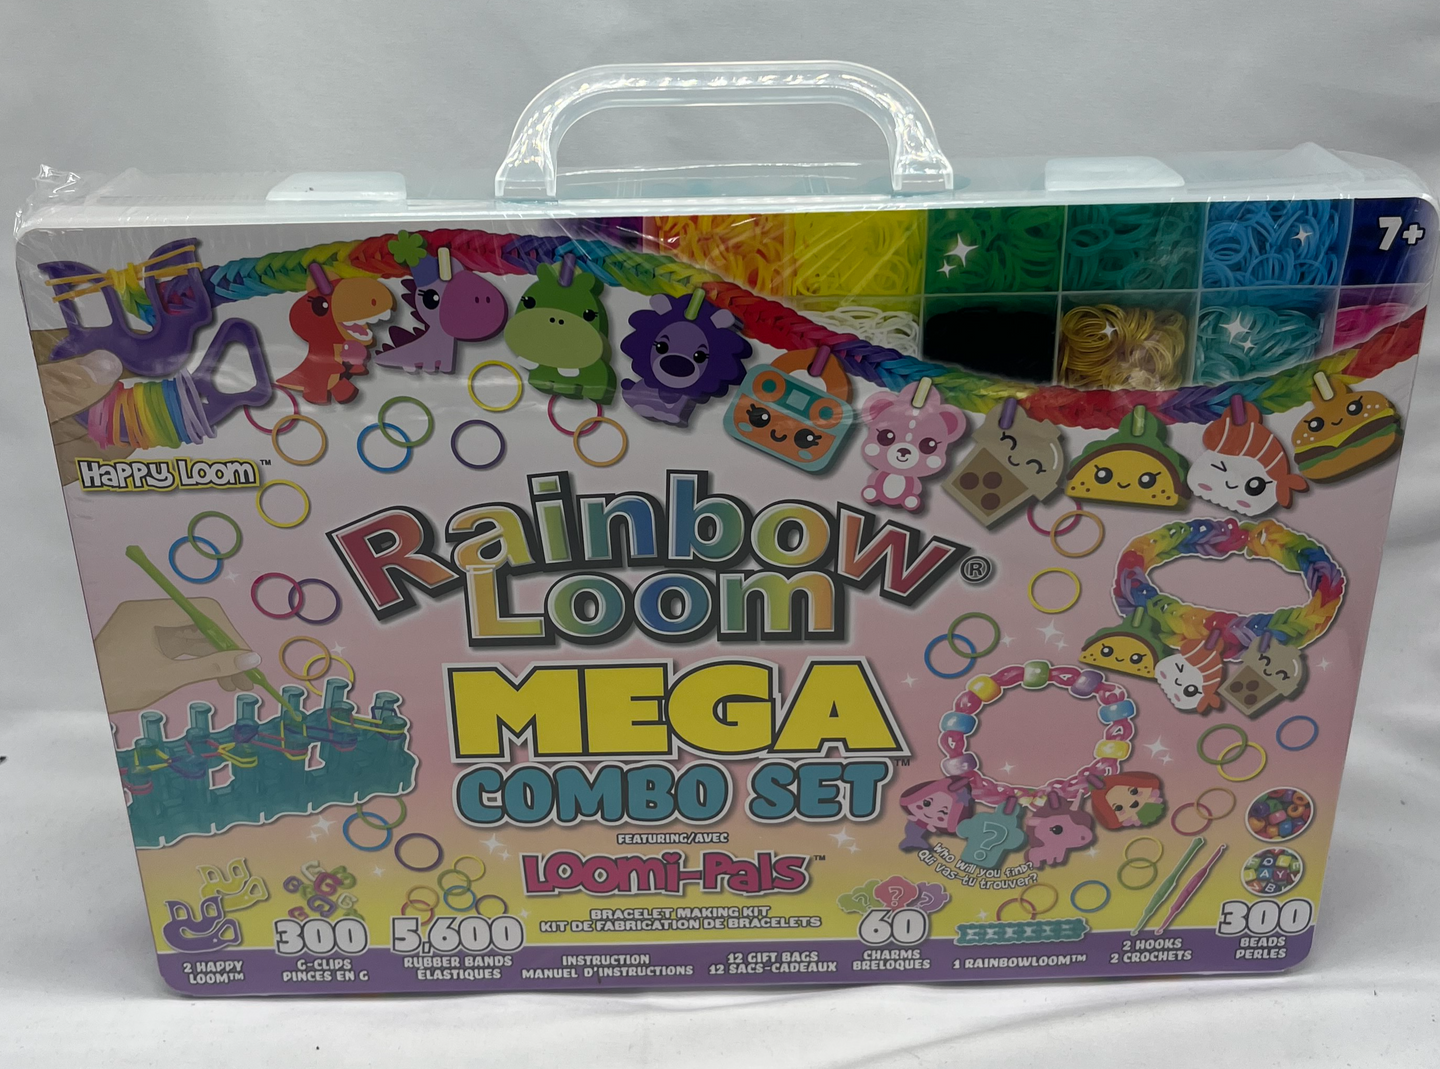 7+
Happy Loom™
Rainbow
Loom®
MEGA
COMBO SET™
FEATURING/AVEC
Loomi-Pals™
BRACELET MAKING KIT
KIT DE FABRICATION DE BRACELETS
Who will you find?
Qui vas-tu trouver?
2 HAPPY
LOOM™
300
G-CLIPS
PINCES EN G
5,600
RUBBER BANDS
ÉLASTIQUES
INSTRUCTION
MANUEL D'INSTRUCTIONS
12 GIFT BAGS
12 SACS-CADEAUX
60
CHARMS
BRELOQUES
1 RAINBOWLOOM™
2 HOOKS
2 CROCHETS
300
BEADS
PERLES